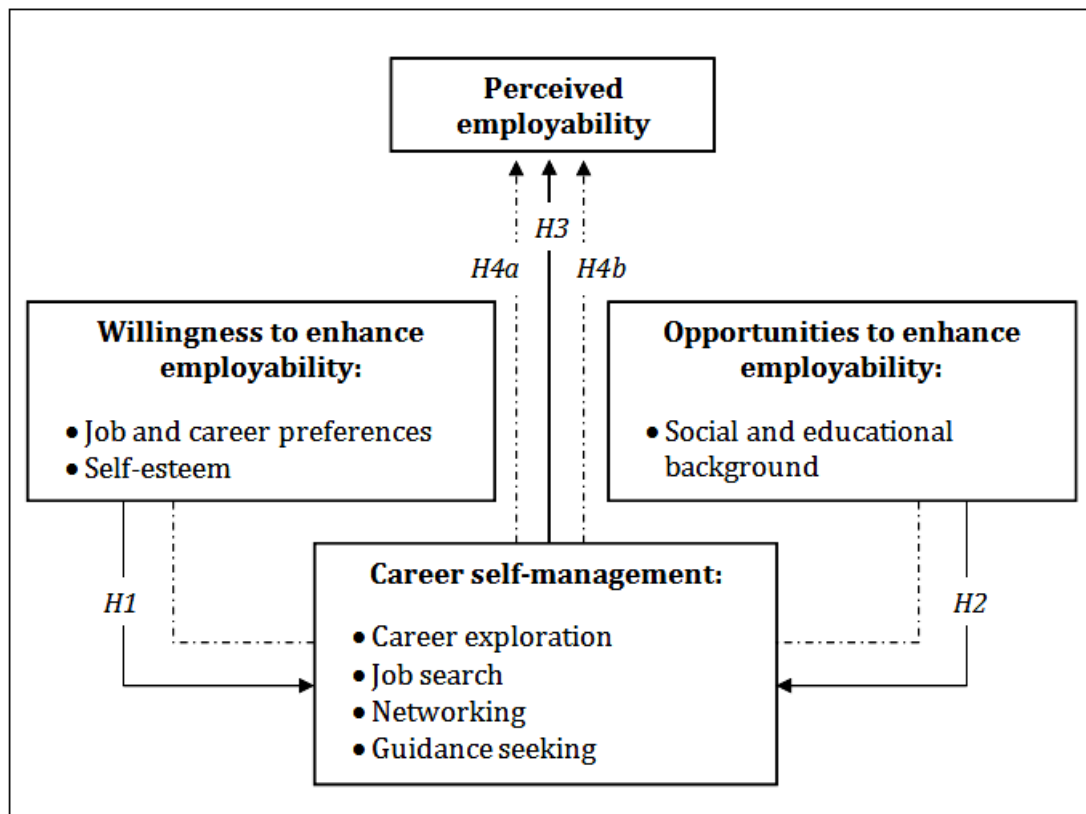 Perceived
employability
H3
H4a
H4b
Willingness to enhance
employability:
• Job and career preferences
• Self-esteem
Opportunities to enhance
employability:
• Social and educational
background
H1
H2
Career self-management:
• Career exploration
• Job search
• Networking
• Guidance seeking